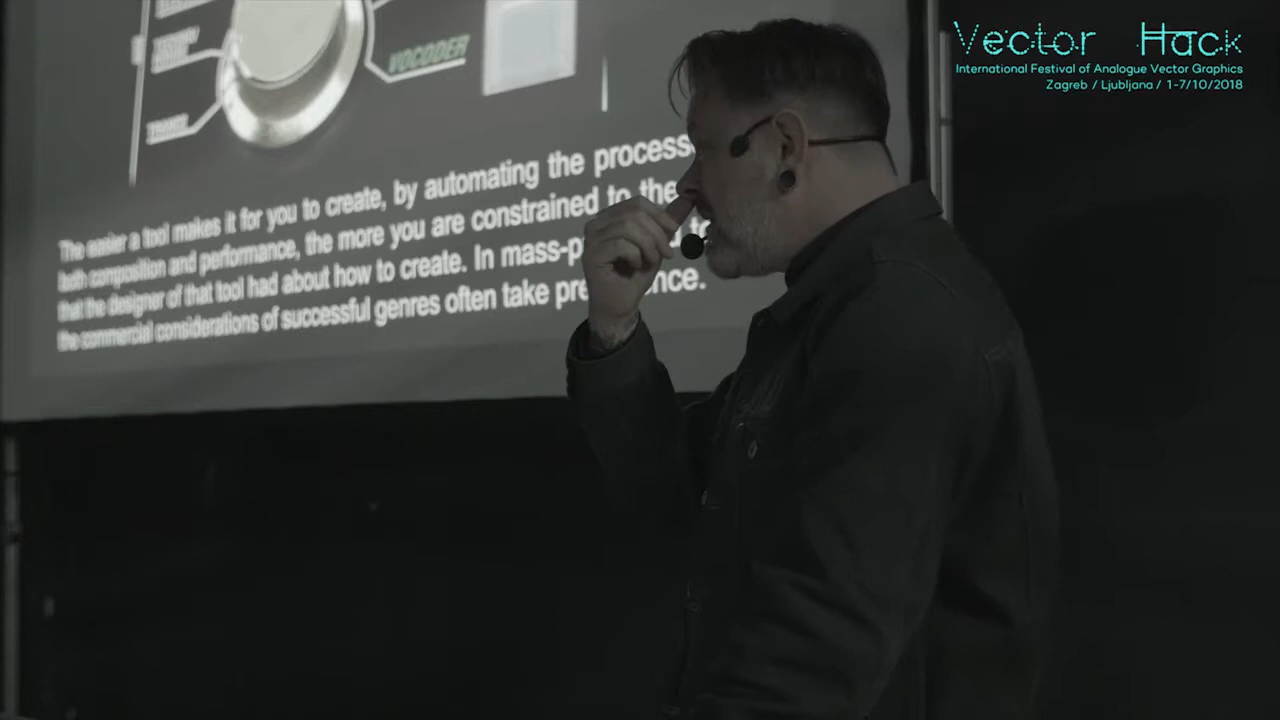 Vector Hack
International Festival of Analogue Vector Graphics
Zagreb / Ljubljana / 1-7/10/2018
VOCODER
The easier a tool makes it for you to create, by automating the process
both composition and performance, the more you are constrained to the
that the designer of that tool had about how to create. In
the commercial considerations of successful genres often take